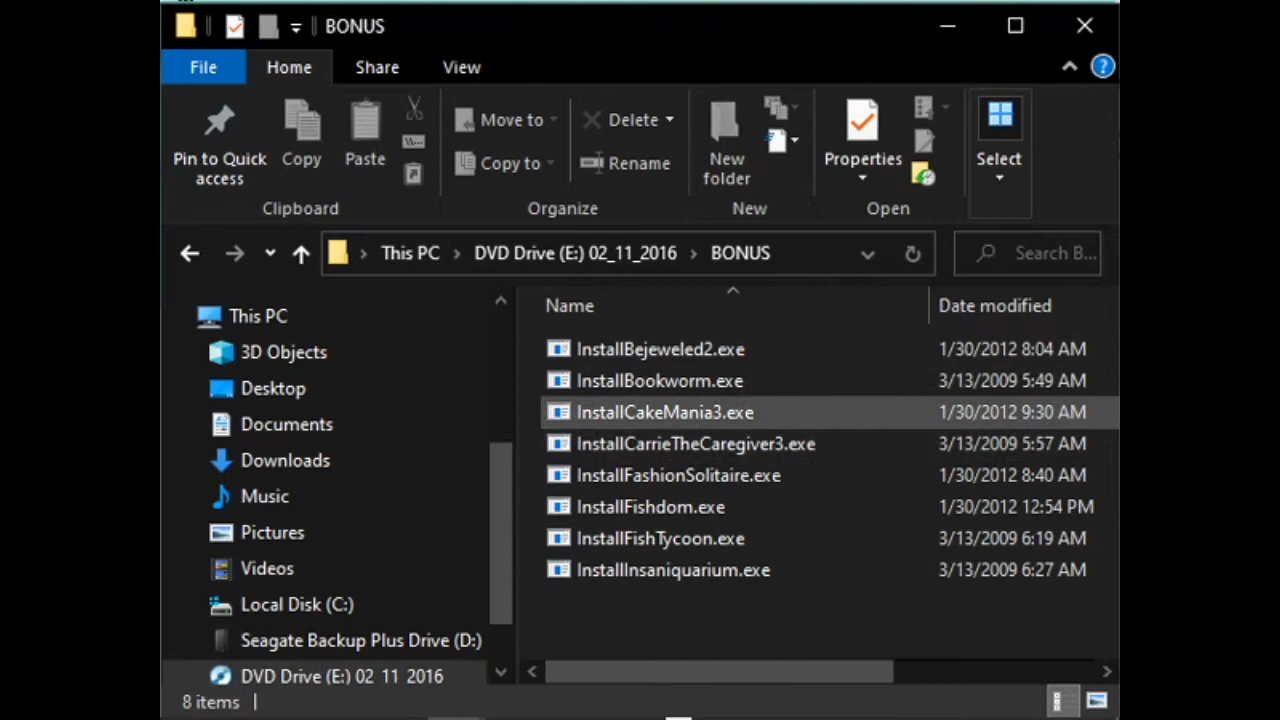 BONUS
File Home Share View
Pin to Quick access
Copy
Paste
Move to
Copy to
Delete
Rename
New folder
Properties
Select
Clipboard Organize New Open
This PC DVD Drive (E:) 02_11_2016 BONUS Search B...
This PC
3D Objects
Desktop
Documents
Downloads
Music
Pictures
Videos
Local Disk (C:)
Seagate Backup Plus Drive (D:)
DVD Drive (E:) 02_11_2016
Name Date modified
InstallBejeweled2.exe 1/30/2012 8:04 AM
InstallBookworm.exe 3/13/2009 5:49 AM
InstallCakeMania3.exe 1/30/2012 9:30 AM
InstallCarrieTheCaregiver3.exe 3/13/2009 5:57 AM
InstallFashionSolitaire.exe 1/30/2012 8:40 AM
InstallFishdom.exe 1/30/2012 12:54 PM
InstallFishTycoon.exe 3/13/2009 6:19 AM
InstallInsaniquarium.exe 3/13/2009 6:27 AM
8 items